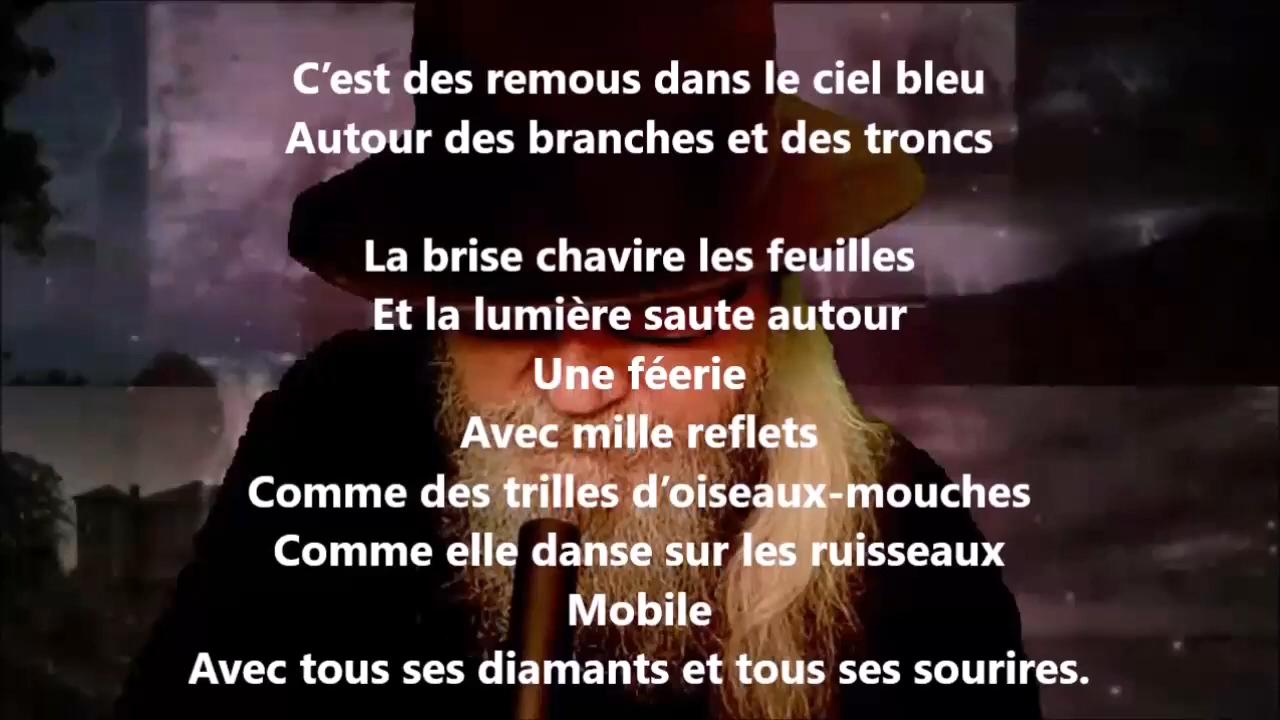 C’est des remous dans le ciel bleu
Autour des branches et des troncs
La brise chavire les feuilles
Et la lumière saute autour
Une féerie
Avec mille reflets
Comme des trilles d’oiseaux-mouches
Comme elle danse sur les ruisseaux
Mobile
Avec tous ses diamants et tous ses sourires.